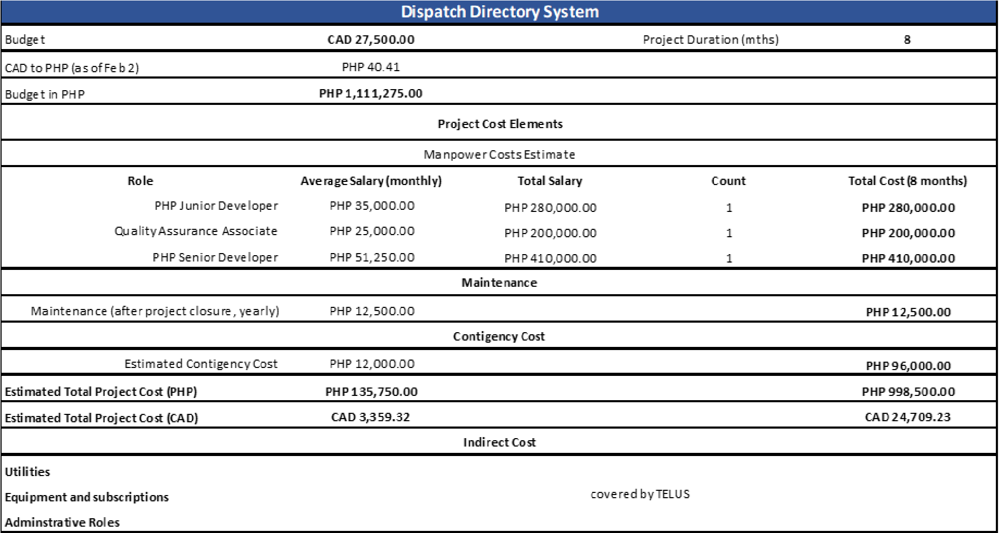 Dispatch Directory System
Budget CAD 27,500.00 Project Duration (mths) 8
CAD to PHP (as of Feb 2) PHP 40.41
Budget in PHP PHP 1,111,275.00
Project Cost Elements
Manpower Costs Estimate
Role Average Salary (monthly) Total Salary Count Total Cost (8 months)
PHP Junior Developer PHP 35,000.00 PHP 280,000.00 1 PHP 280,000.00
Quality Assurance Associate PHP 25,000.00 PHP 200,000.00 1 PHP 200,000.00
PHP Senior Developer PHP 51,250.00 PHP 410,000.00 1 PHP 410,000.00
Maintenance
Maintenance (after project closure, yearly) PHP 12,500.00 PHP 12,500.00
Contigency Cost
Estimated Contigency Cost PHP 12,000.00 PHP 96,000.00
Estimated Total Project Cost (PHP) PHP 135,750.00 PHP 998,500.00
Estimated Total Project Cost (CAD) CAD 3,359.32 CAD 24,709.23
Indirect Cost
Utilities
Equipment and subscriptions covered by TELUS
Adminstrative Roles